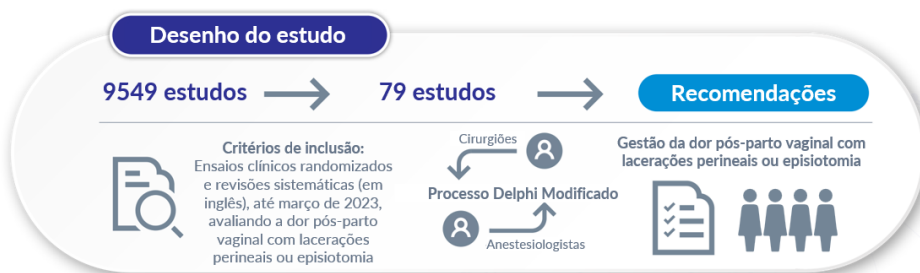 Desenho do estudo
9549 estudos
79 estudos
Recomendações
Critérios de inclusão:
Ensaios clínicos randomizados
e revisões sistemáticas (em
inglês), até março de 2023,
avaliando a dor pós-parto
vaginal com lacerações
perineais ou episiotomia
Cirurgiões
Processo Delphi Modificado
Anestesiologistas
Gestão da dor pós-parto vaginal com
lacerações perineais ou episiotomia